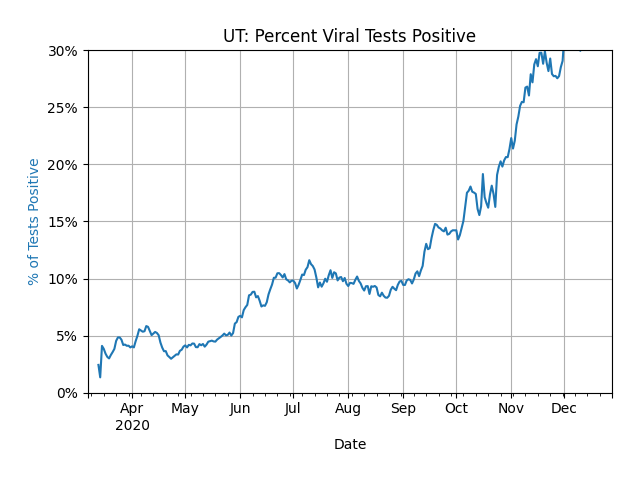 UT: Percent Viral Tests Positive
30%
25%
20%
15%
10%
5%
0%
% of Tests Positive
Apr May Jun Jul Aug Sep Oct Nov Dec
2020
Date